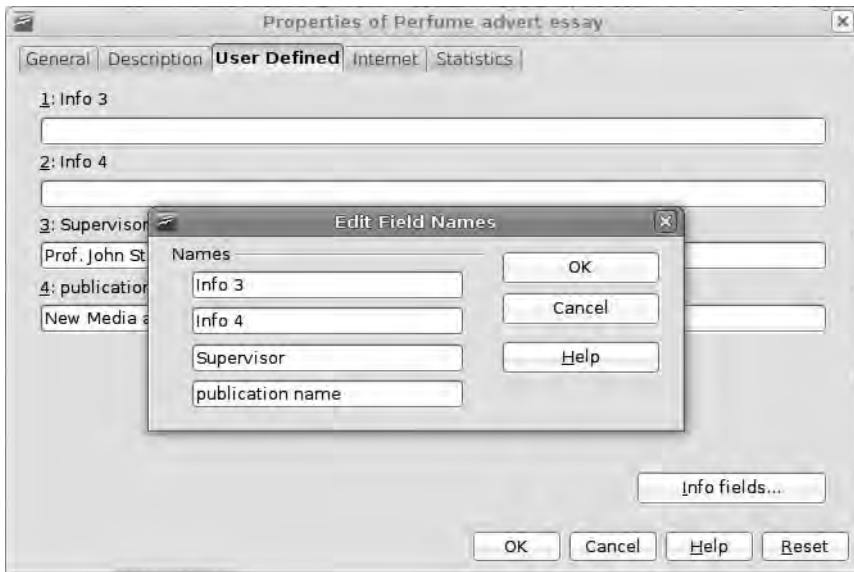 Properties of Perfume advert essay
General Description User Defined Internet Statistics
1: Info 3
2: Info 4
3: Supervisor
Prof. John St
4: publication
New Media a
Edit Field Names
Names
Info 3
Info 4
Supervisor
publication name
OK
Cancel
Help
Info fields...
OK Cancel Help Reset